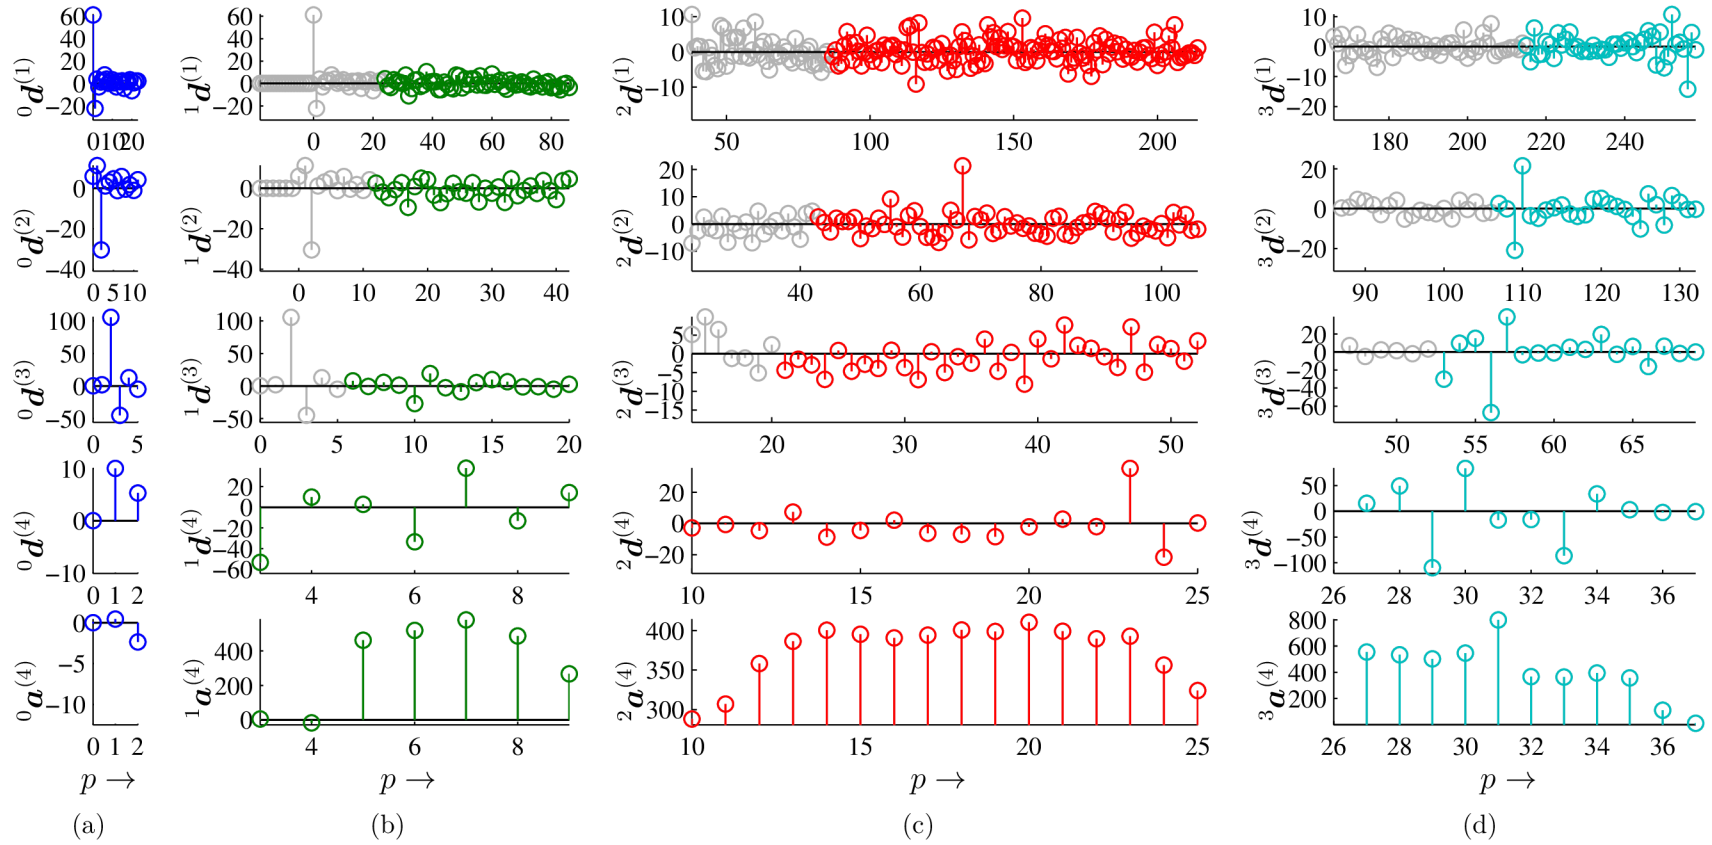 60 40 20 0 −20
0 10 20
⁰d⁽¹⁾
60 40 20 0 −20
0 20 40 60 80
¹d⁽¹⁾
10 0 −10
50 100 150 200
²d⁽¹⁾
10 0 −10 −20
180 200 220 240
³d⁽¹⁾
0 −20 −40
0 5 10
⁰d⁽²⁾
0 −20 −40
0 10 20 30 40
¹d⁽²⁾
20 10 0 −10
40 60 80 100
²d⁽²⁾
20 0 −20
90 100 110 120 130
³d⁽²⁾
100 50 0 −50
0 5
⁰d⁽³⁾
100 50 0 −50
0 5 10 15 20
¹d⁽³⁾
5 0 −5 −10 −15
20 30 40 50
²d⁽³⁾
20 0 −20 −40 −60
50 55 60 65
³d⁽³⁾
10 0 −10
0 1 2
⁰d⁽⁴⁾
20 0 −20 −40 −60
4 6 8
¹d⁽⁴⁾
20 0 −20
10 15 20 25
²d⁽⁴⁾
50 0 −50 −100
26 28 30 32 34 36
³d⁽⁴⁾
0 −5 −10
0 1 2
⁰a⁽⁴⁾
400 200 0
4 6 8
¹a⁽⁴⁾
400 350 300
10 15 20 25
²a⁽⁴⁾
800 600 400 200
26 28 30 32 34 36
³a⁽⁴⁾
p → p → p → p →
(a) (b) (c) (d)